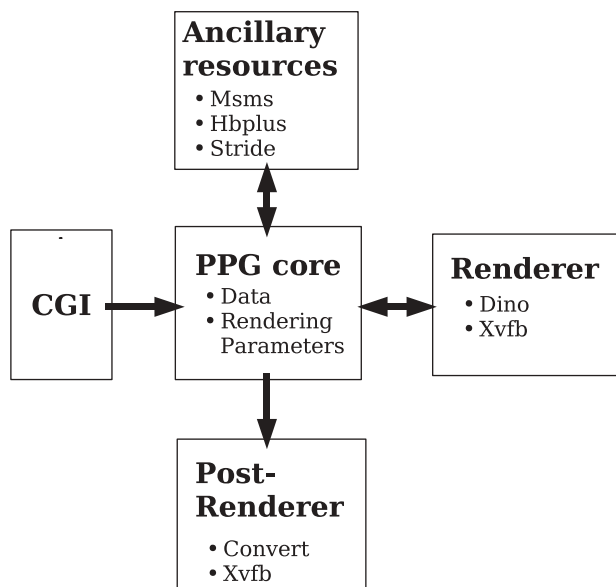 Ancillary
resources
• Msms
• Hbplus
• Stride
CGI
PPG core
• Data
• Rendering
Parameters
Renderer
• Dino
• Xvfb
Post-
Renderer
• Convert
• Xvfb